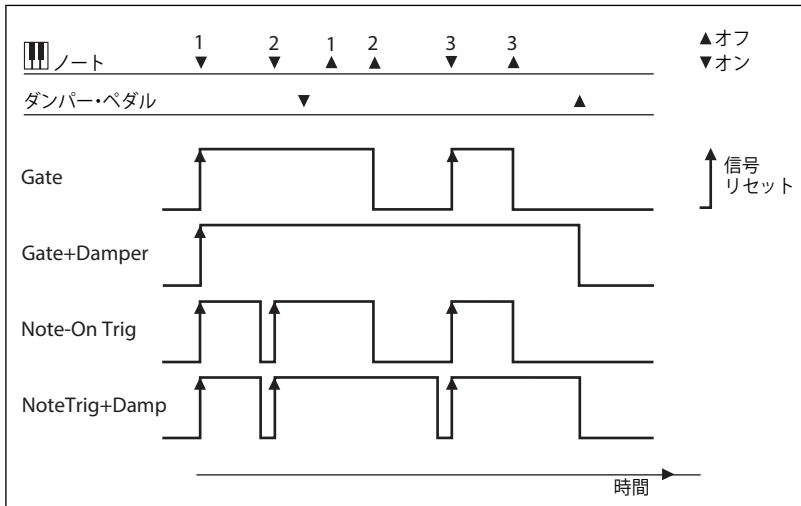 1 2 1 2 3 3
ノート
▲オフ
▼オン
ダンパー・ペダル
Gate
信号
リセット
Gate+Damper
Note-On Trig
NoteTrig+Damp
時間